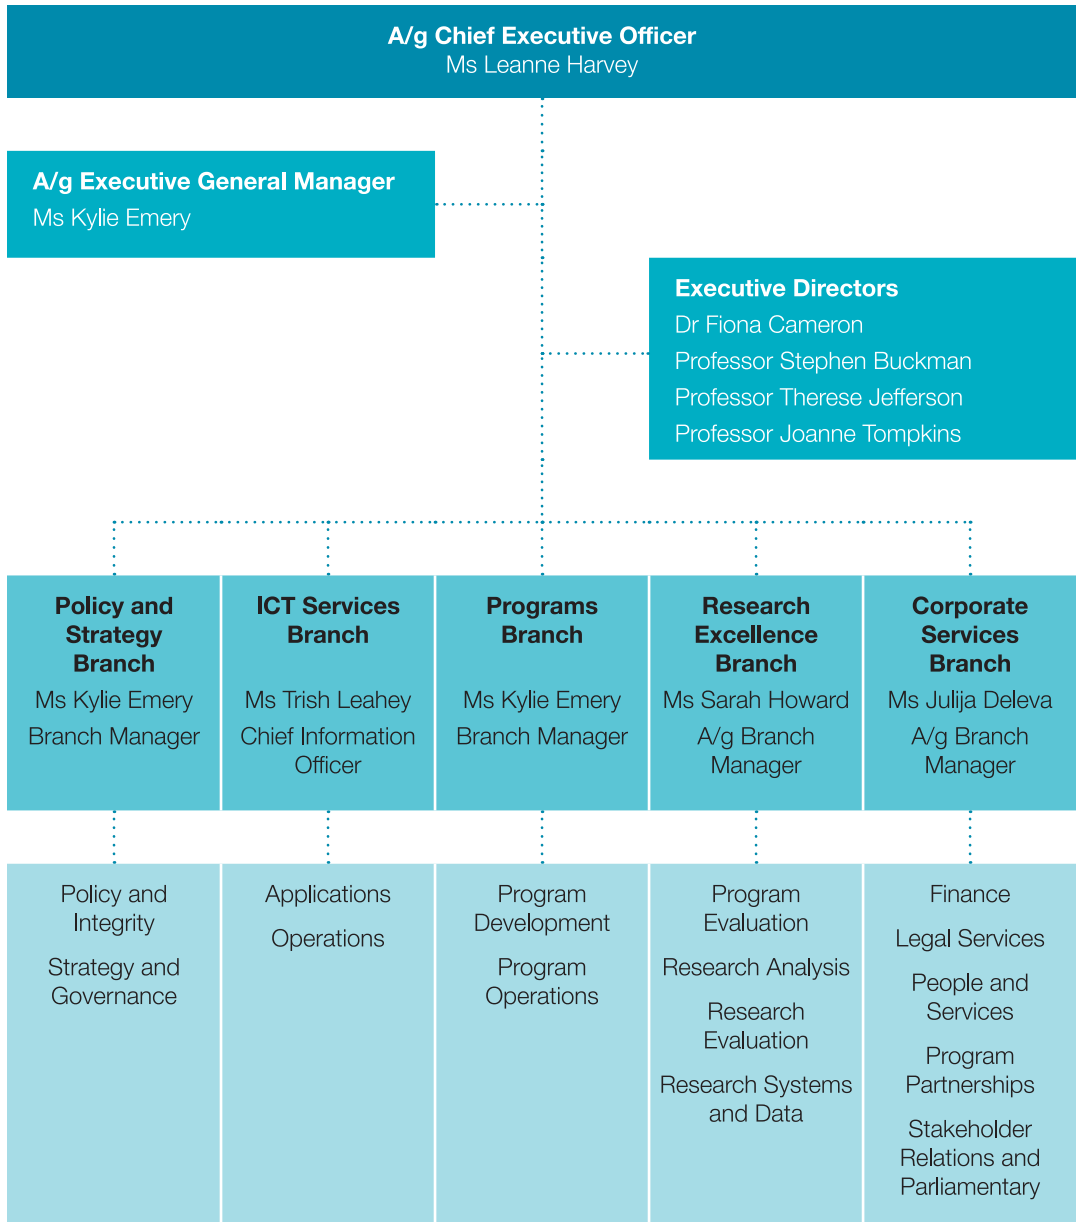 A/g Chief Executive Officer
Ms Leanne Harvey
A/g Executive General Manager
Ms Kylie Emery
Executive Directors
Dr Fiona Cameron
Professor Stephen Buckman
Professor Therese Jefferson
Professor Joanne Tompkins
Policy and
Strategy
Branch
Ms Kylie Emery
Branch Manager
ICT Services
Branch
Ms Trish Leahey
Chief Information
Officer
Programs
Branch
Ms Kylie Emery
Branch Manager
Research
Excellence
Branch
Ms Sarah Howard
A/g Branch
Manager
Corporate
Services
Branch
Ms Julija Deleva
A/g Branch
Manager
Policy and
Integrity
Strategy and
Governance
Applications
Operations
Program
Development
Program
Operations
Program
Evaluation
Research Analysis
Research
Evaluation
Research Systems
and Data
Finance
Legal Services
People and
Services
Program
Partnerships
Stakeholder
Relations and
Parliamentary